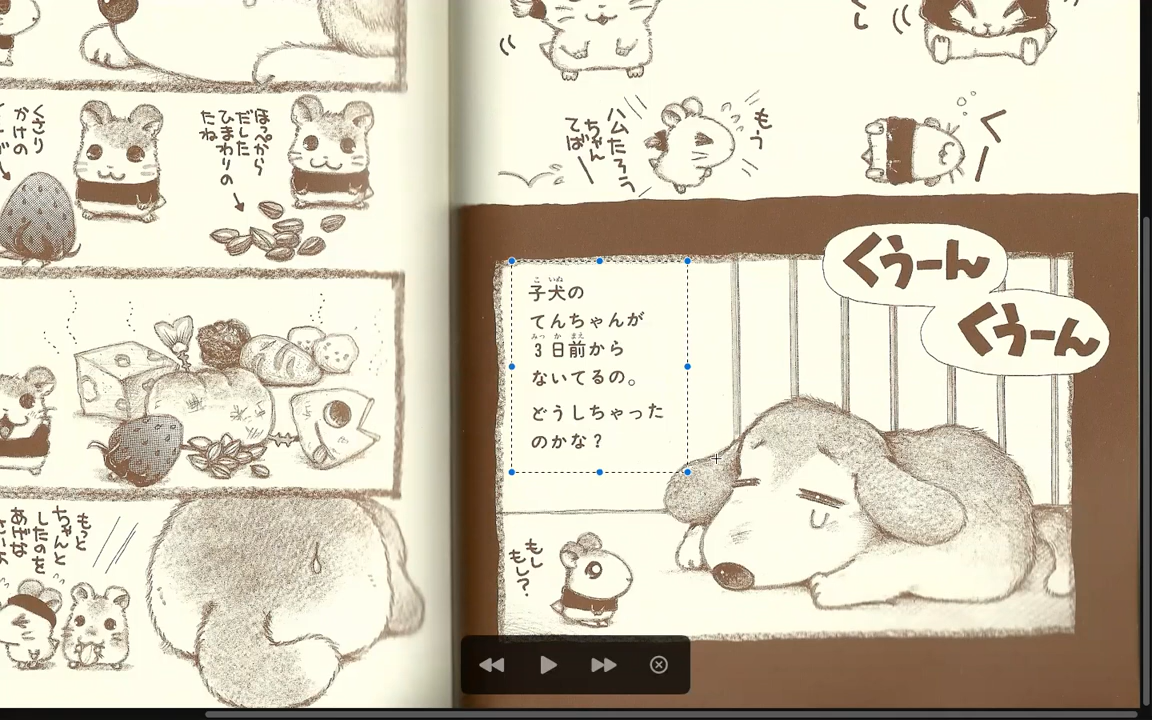 もう
ハムたろう
ちゃん
てばー
くー
くうーん
くうーん
子犬の
てんちゃんが
3日前から
ないてるの。
どうしちゃった
のかな?
もし
もし?
ほっぺから
だしいた
ひまわりの
たね
くさり
かけの
もっと
ちゃんと
したのを
あげな
さいよ